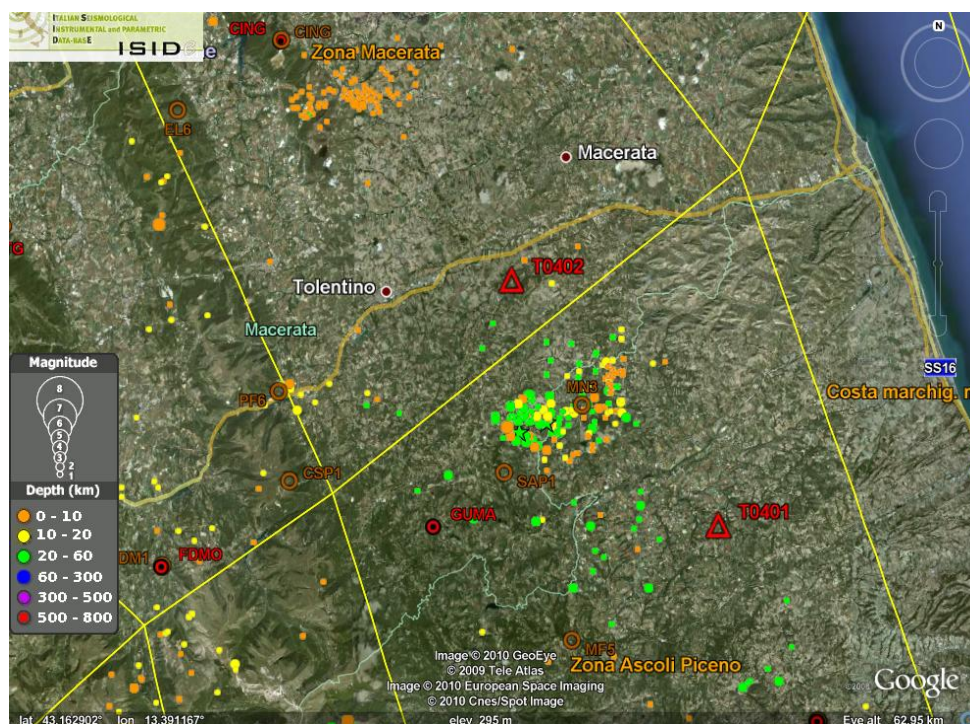 ITALIAN SEISMOLOGICAL
INSTRUMENTAL and PARAMETRIC
DATA-BASE
ISIDe
CING
CING
Zona Macerata
EL6
Macerata
T0402
Tolentino
Macerata
SS16
Costa marchig.
Magnitude
8
7
6
5
4
3
2
1
PF6
MN3
CSP1
SAP1
Depth (km)
0 - 10
10 - 20
20 - 60
60 - 300
300 - 500
500 - 800
GUMA
T0401
DM1
FDMO
MF5
Zona Ascoli Piceno
Image © 2010 GeoEye
© 2009 Tele Atlas
Image © 2010 European Space Imaging
© 2010 Cnes/Spot Image
Google
lat 43.162902° lon 13.391167° elev 295 m Eye alt 62.95 km
N